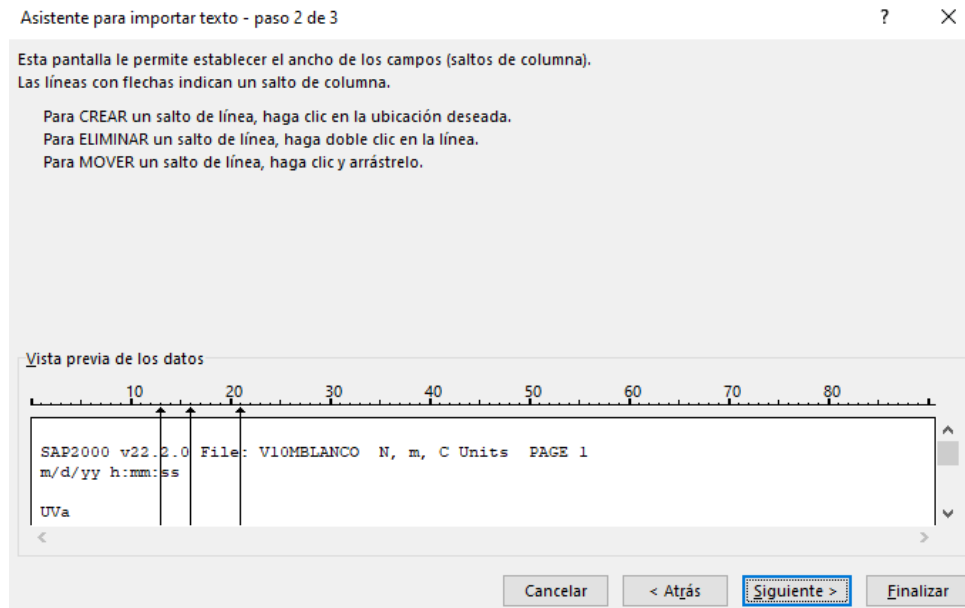 Asistente para importar texto - paso 2 de 3 ? ×
Esta pantalla le permite establecer el ancho de los campos (saltos de columna).
Las líneas con flechas indican un salto de columna.
Para CREAR un salto de línea, haga clic en la ubicación deseada.
Para ELIMINAR un salto de línea, haga doble clic en la línea.
Para MOVER un salto de línea, haga clic y arrástrelo.
Vista previa de los datos
10 20 30 40 50 60 70 80
SAP2000 v22.2.0 File: V10MBLANCO N, m, C Units PAGE 1
m/d/yy h:mm:ss
UVa
Cancelar < Atrás Siguiente > Finalizar